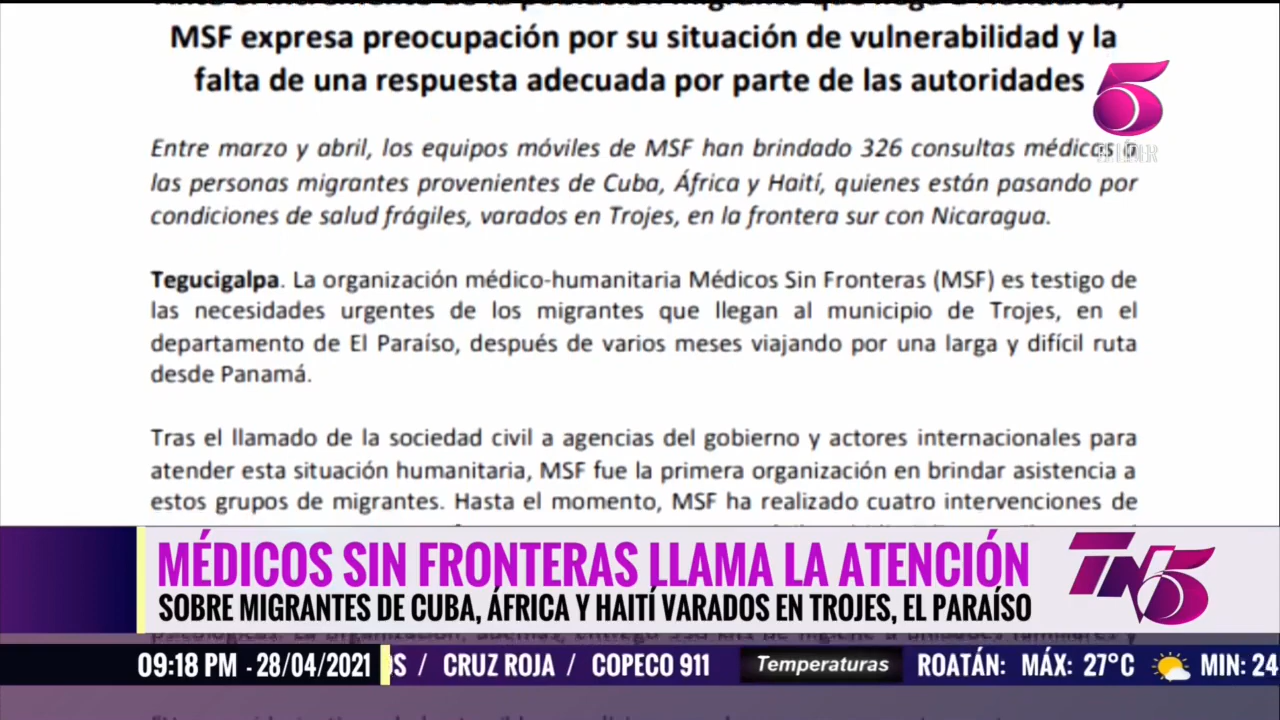 MSF expresa preocupación por su situación de vulnerabilidad y la
falta de una respuesta adecuada por parte de las autoridades
5
Entre marzo y abril, los equipos móviles de MSF han brindado 326 consultas médicas a
las personas migrantes provenientes de Cuba, África y Haití, quienes están pasando por
condiciones de salud frágiles, varados en Trojes, en la frontera sur con Nicaragua.
Tegucigalpa. La organización médico-humanitaria Médicos Sin Fronteras (MSF) es testigo de
las necesidades urgentes de los migrantes que llegan al municipio de Trojes, en el
departamento de El Paraíso, después de varios meses viajando por una larga y difícil ruta
desde Panamá.
Tras el llamado de la sociedad civil a agencias del gobierno y actores internacionales para
atender esta situación humanitaria, MSF fue la primera organización en brindar asistencia a
estos grupos de migrantes. Hasta el momento, MSF ha realizado cuatro intervenciones de
MÉDICOS SIN FRONTERAS LLAMA LA ATENCIÓN
SOBRE MIGRANTES DE CUBA, ÁFRICA Y HAITÍ VARADOS EN TROJES, EL PARAÍSO
TN5
09:18 PM - 28/04/2021 OS / CRUZ ROJA / COPECO 911 Temperaturas ROATÁN: MÁX: 27°C MIN: 24